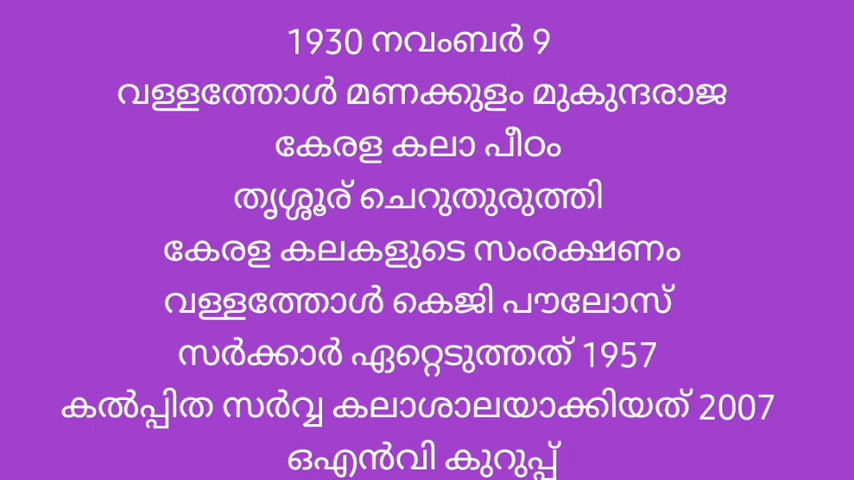 1930 നവംബർ 9
വള്ളത്തോൾ മണക്കുളം മുകുന്ദരാജ
കേരള കലാ പീഠം
തൃശ്ശൂര് ചെറുതുരുത്തി
കേരള കലകളുടെ സംരക്ഷണം
വള്ളത്തോൾ കെജി പൗലോസ്
സർക്കാർ ഏറ്റെടുത്തത് 1957
കൽപ്പിത സർവ്വ കലാശാലയാക്കിയത് 2007
ഒഎൻവി കുറുപ്പ്